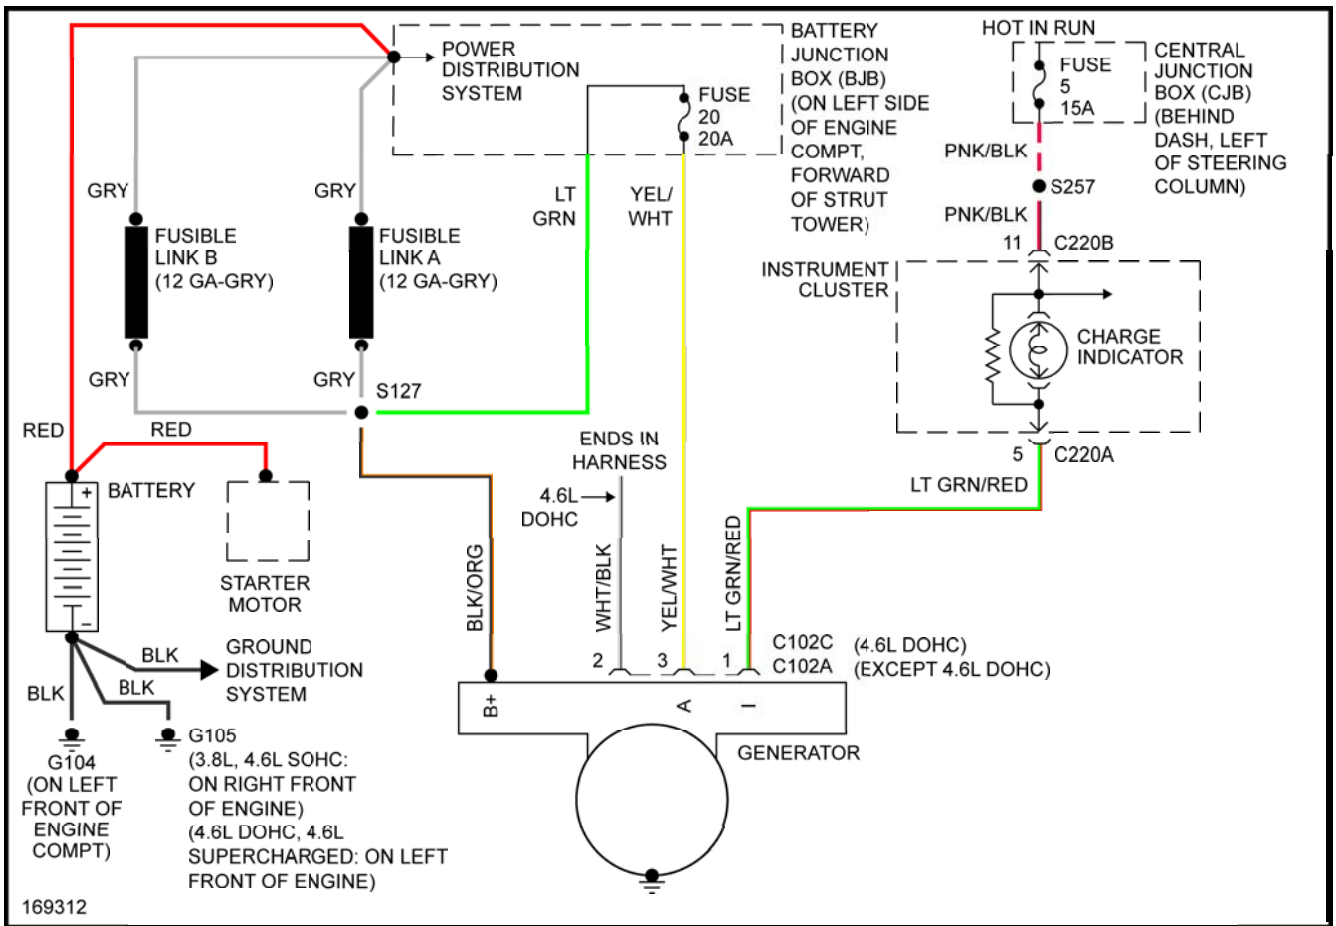 POWER
DISTRIBUTION
SYSTEM
FUSE
20
20A
BATTERY
JUNCTION
BOX (BJB)
(ON LEFT SIDE
OF ENGINE
COMPT,
FORWARD
OF STRUT
TOWER)
HOT IN RUN
FUSE
5
15A
CENTRAL
JUNCTION
BOX (CJB)
(BEHIND
DASH, LEFT
OF STEERING
COLUMN)
PNK/BLK
S257
PNK/BLK
11
C220B
GRY
GRY
LT
GRN
YEL/
WHT
FUSIBLE
LINK B
(12 GA-GRY)
FUSIBLE
LINK A
(12 GA-GRY)
INSTRUMENT
CLUSTER
CHARGE
INDICATOR
GRY
GRY
S127
RED
RED
ENDS IN
HARNESS
4.6L
DOHC
5
C220A
LT GRN/RED
+
BATTERY
−
STARTER
MOTOR
BLK/ORG
WHT/BLK
YEL/WHT
LT GRN/RED
BLK
GROUND
DISTRIBUTION
SYSTEM
BLK
BLK
2
3
1
C102C
(4.6L DOHC)
C102A
(EXCEPT 4.6L DOHC)
B+
A
I
GENERATOR
G104
(ON LEFT
FRONT OF
ENGINE
COMPT)
G105
(3.8L, 4.6L SOHC:
ON RIGHT FRONT
OF ENGINE)
(4.6L DOHC, 4.6L
SUPERCHARGED: ON LEFT
FRONT OF ENGINE)
169312